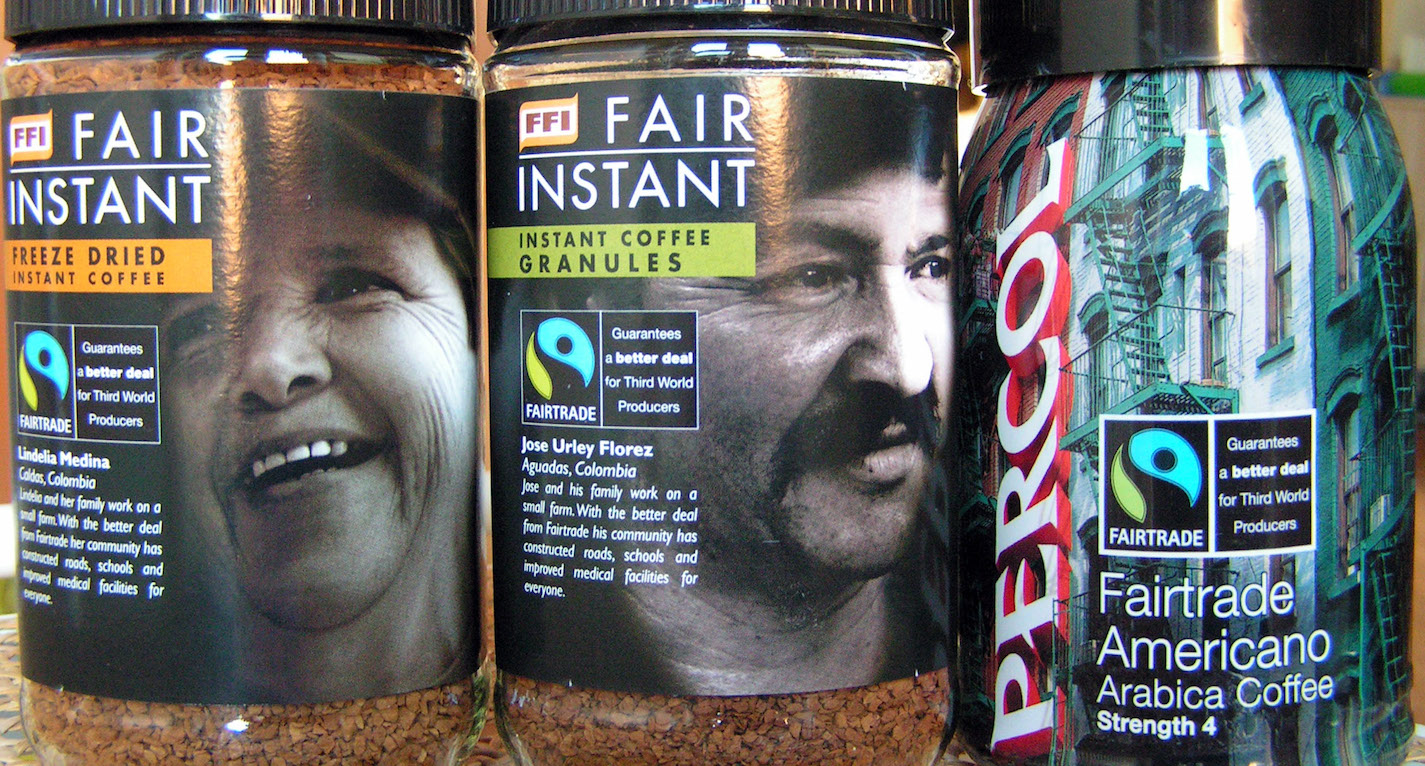 FFI FAIR
INSTANT
FREEZE DRIED
INSTANT COFFEE
FAIRTRADE
Guarantees
a better deal
for Third World
Producers
Lindelia Medina
Caldas, Colombia
Lindelia and her family work on a
small farm. With the better deal
from Fairtrade her community has
constructed roads, schools and
improved medical facilities for
everyone.
FFI FAIR
INSTANT
INSTANT COFFEE
GRANULES
FAIRTRADE
Guarantees
a better deal
for Third World
Producers
Jose Urley Florez
Aguadas, Colombia
Jose and his family work on a
small farm. With the better deal
from Fairtrade his community has
constructed roads, schools and
improved medical facilities for
everyone.
PERCOL
FAIRTRADE
Guarantees
a better deal
for Third World
Producers
Fairtrade
Americano
Arabica Coffee
Strength 4